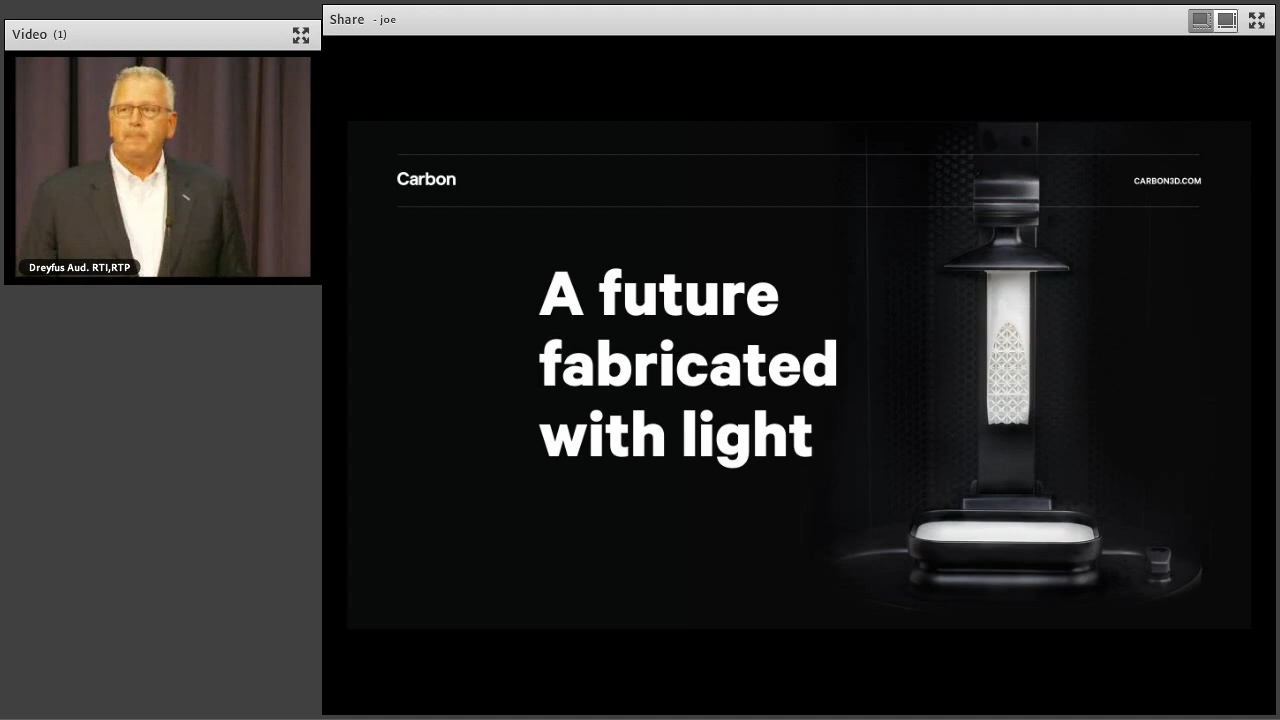 Video (1)
Dreyfus Aud. RTI,RTP
Share - joe
Carbon
CARBON3D.COM
A future
fabricated
with light